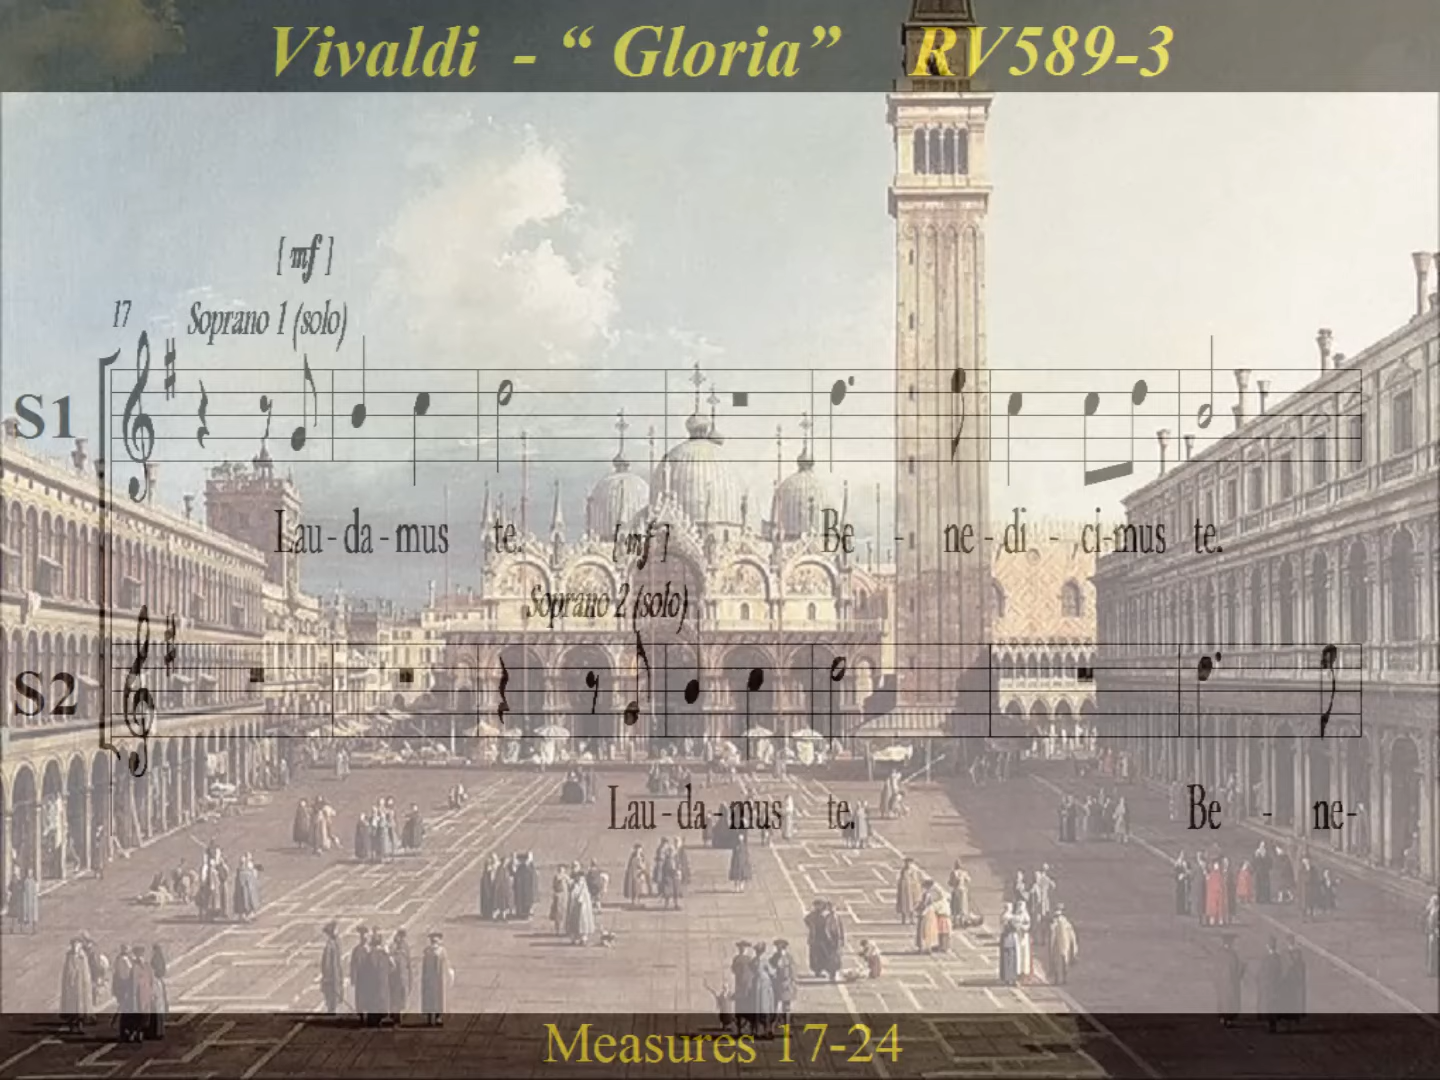 Vivaldi - “ Gloria” RV589-3
[ mf ]
17 Soprano 1 (solo)
S1
Lau - da - mus te. Be - ne - di - ci-mus te.
[ mf ]
Soprano 2 (solo)
S2
Lau - da - mus te. Be - ne-
Measures 17-24